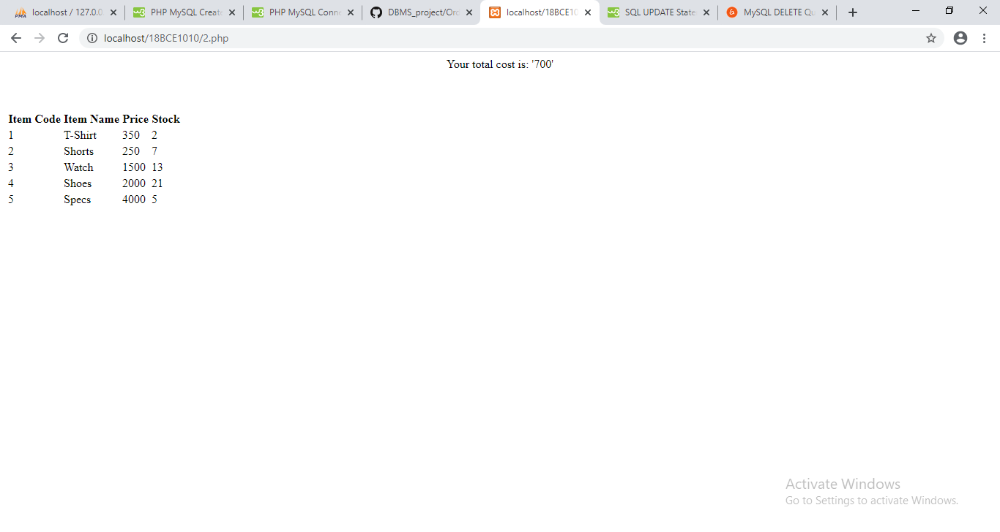 localhost / 127.0.0. PHP MySQL Create PHP MySQL Conne DBMS_project/Ord localhost/18BCE10 SQL UPDATE State MySQL DELETE Qu
localhost/18BCE1010/2.php
Your total cost is: '700'
Item Code Item Name Price Stock
1 T-Shirt 350 2
2 Shorts 250 7
3 Watch 1500 13
4 Shoes 2000 21
5 Specs 4000 5
Activate Windows
Go to Settings to activate Windows.